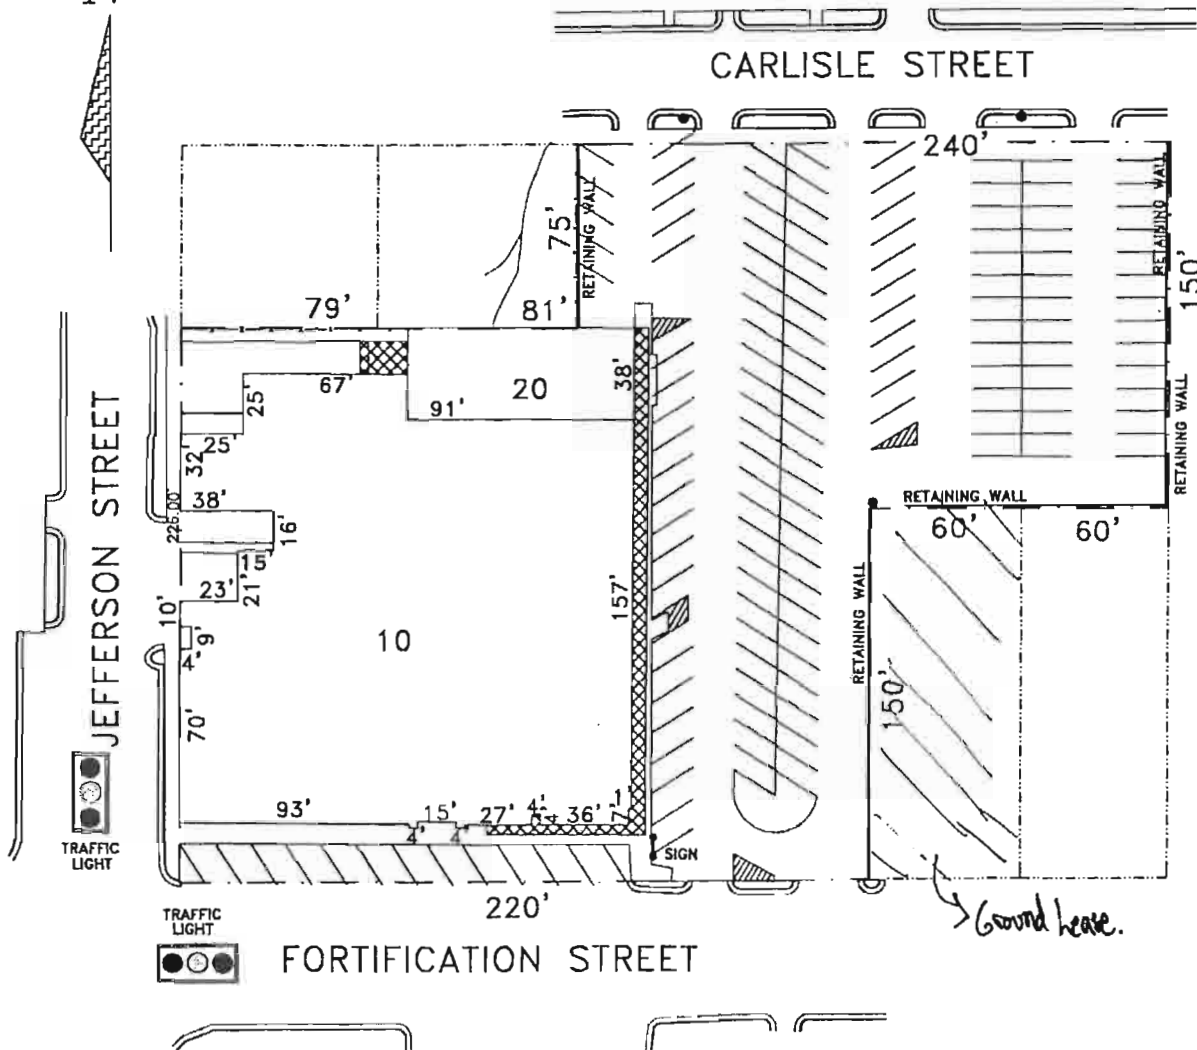 CARLISLE STREET
240'
RETAINING WALL
75'
RETAINING WALL
150'
79'
81'
67'
20
38'
25'
91'
25'
32'
38'
226.00'
16'
RETAINING WALL
RETAINING WALL
60'
60'
15'
23'
21'
10'
157'
RETAINING WALL
9'
4'
10
JEFFERSON STREET
70'
150'
93'
15'
27'
4'
36'
7'
1'
4'
4'
SIGN
TRAFFIC
LIGHT
220'
Ground Lease.
TRAFFIC
LIGHT
FORTIFICATION STREET